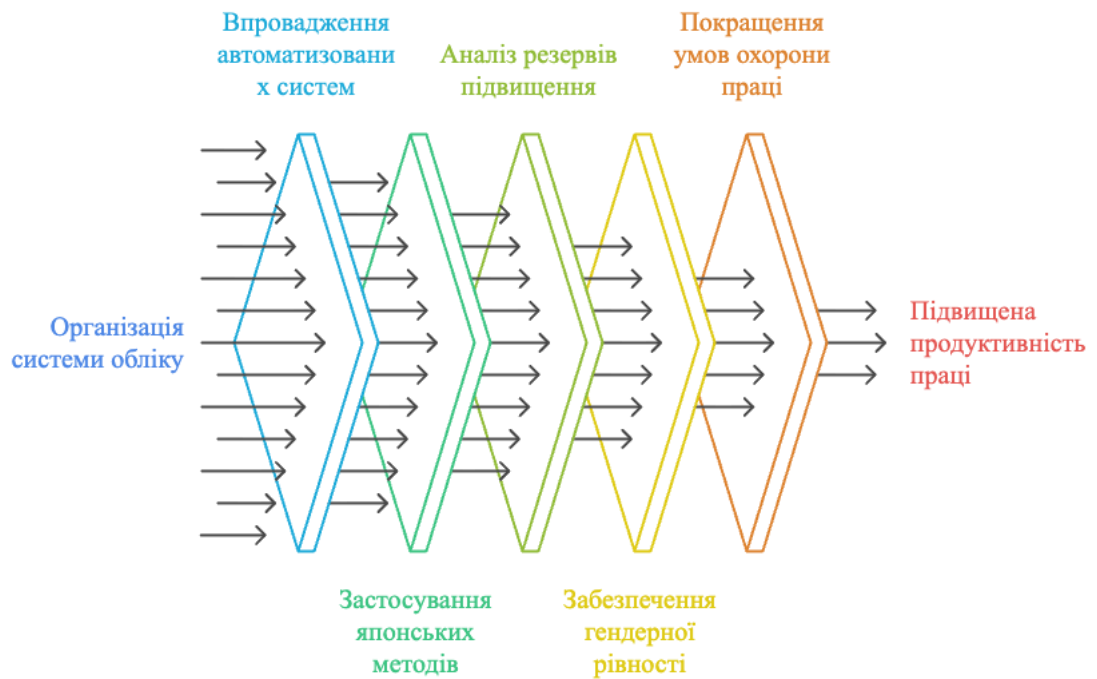 Впровадження
автоматизовани
х систем
Аналіз резервів
підвищення
Покращення
умов охорони
праці
Організація
системи обліку
Підвищена
продуктивність
праці
Застосування
японських
методів
Забезпечення
гендерної
рівності